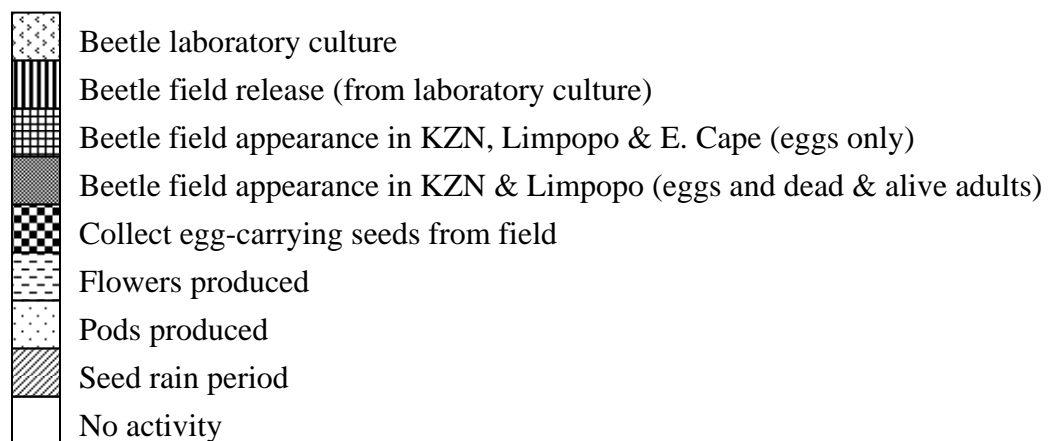 Beetle laboratory culture
Beetle field release (from laboratory culture)
Beetle field appearance in KZN, Limpopo & E. Cape (eggs only)
Beetle field appearance in KZN & Limpopo (eggs and dead & alive adults)
Collect egg-carrying seeds from field
Flowers produced
Pods produced
Seed rain period
No activity